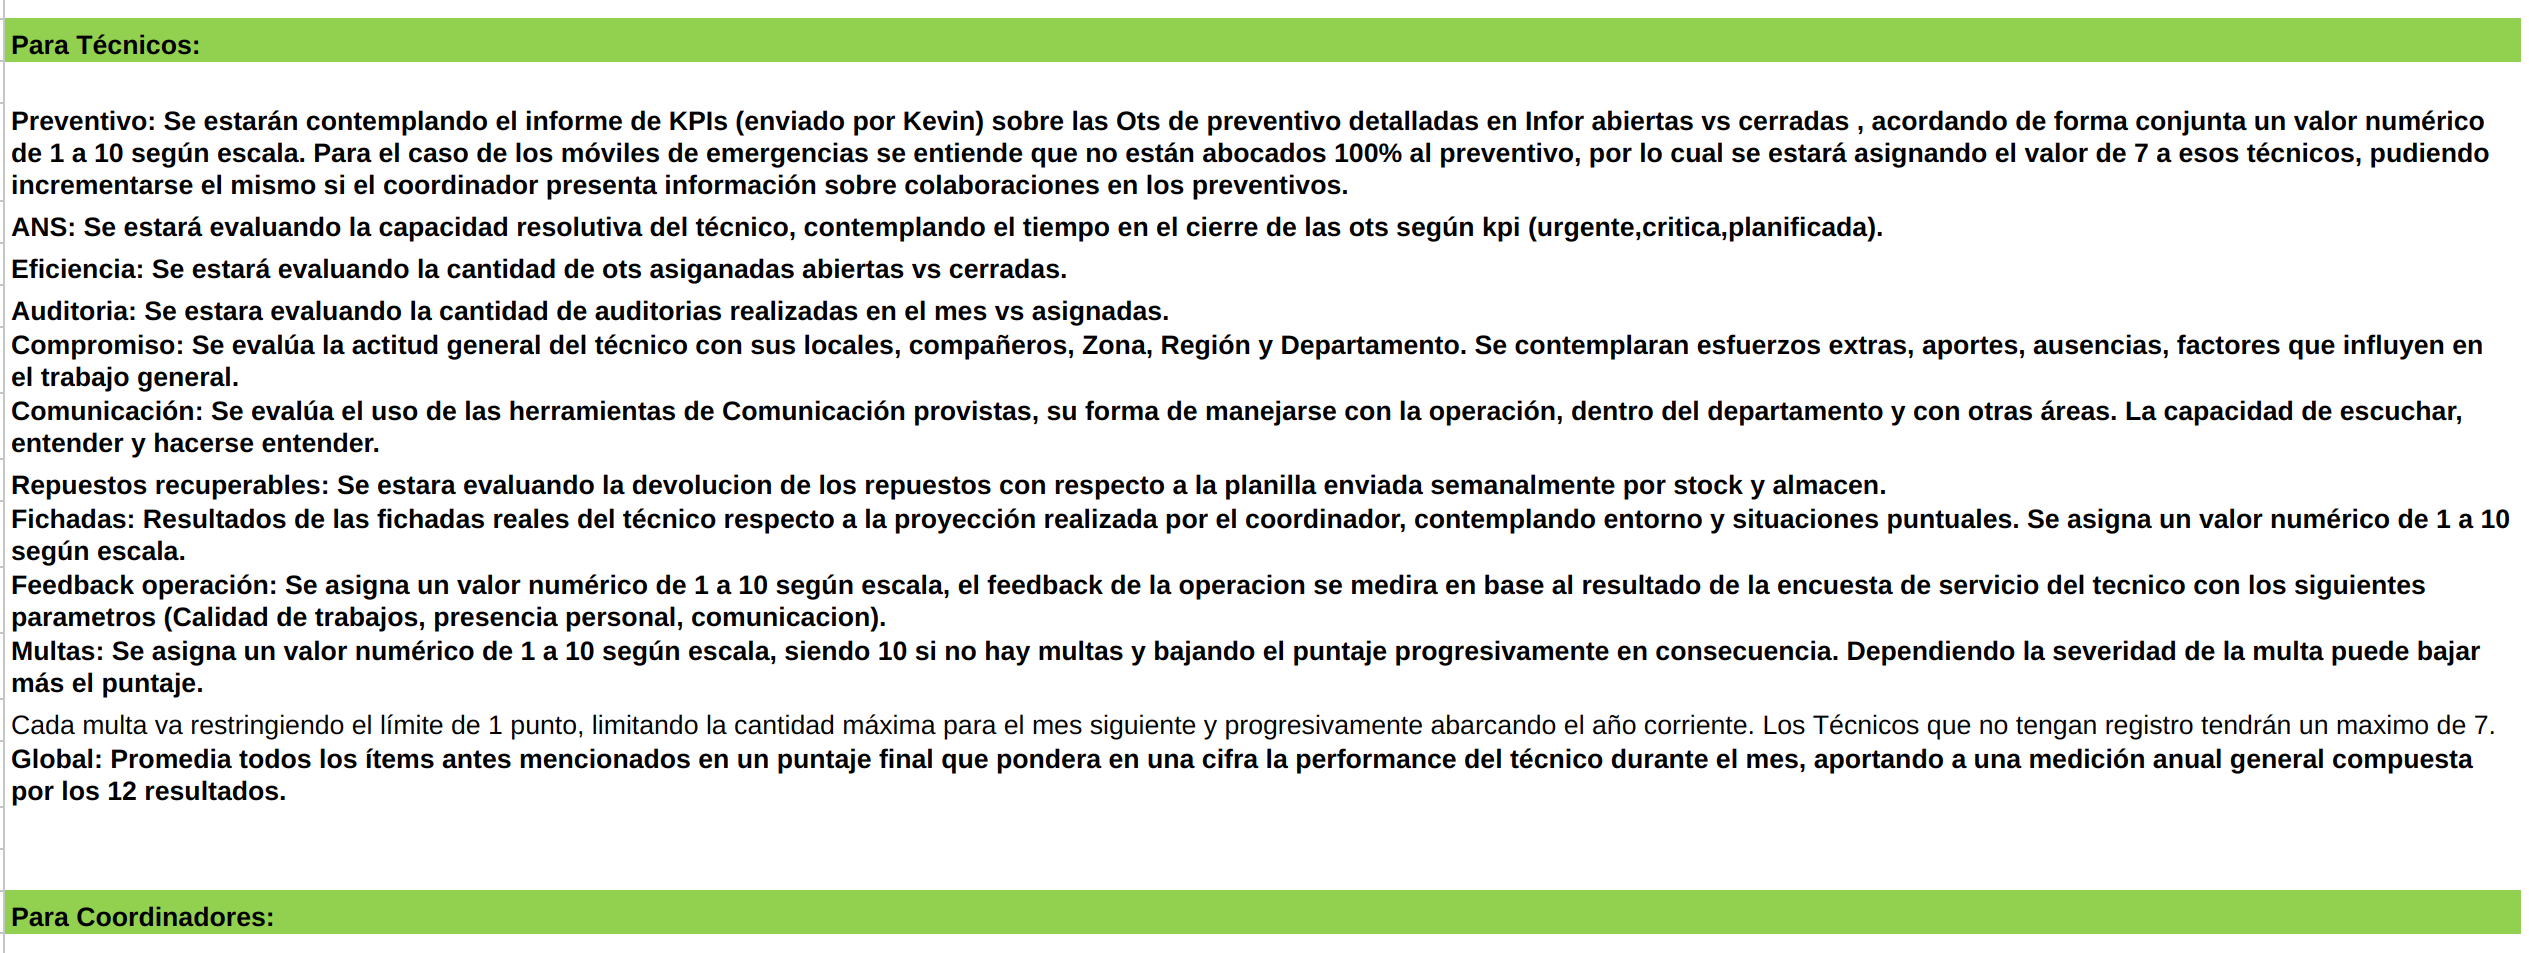 Para Técnicos:
Preventivo: Se estarán contemplando el informe de KPIs (enviado por Kevin) sobre las Ots de preventivo detalladas en Infor abiertas vs cerradas , acordando de forma conjunta un valor numérico
de 1 a 10 según escala. Para el caso de los móviles de emergencias se entiende que no están abocados 100% al preventivo, por lo cual se estará asignando el valor de 7 a esos técnicos, pudiendo
incrementarse el mismo si el coordinador presenta información sobre colaboraciones en los preventivos.
ANS: Se estará evaluando la capacidad resolutiva del técnico, contemplando el tiempo en el cierre de las ots según kpi (urgente,critica,planificada).
Eficiencia: Se estará evaluando la cantidad de ots asiganadas abiertas vs cerradas.
Auditoria: Se estara evaluando la cantidad de auditorias realizadas en el mes vs asignadas.
Compromiso: Se evalúa la actitud general del técnico con sus locales, compañeros, Zona, Región y Departamento. Se contemplaran esfuerzos extras, aportes, ausencias, factores que influyen en
el trabajo general.
Comunicación: Se evalúa el uso de las herramientas de Comunicación provistas, su forma de manejarse con la operación, dentro del departamento y con otras áreas. La capacidad de escuchar,
entender y hacerse entender.
Repuestos recuperables: Se estara evaluando la devolucion de los repuestos con respecto a la planilla enviada semanalmente por stock y almacen.
Fichadas: Resultados de las fichadas reales del técnico respecto a la proyección realizada por el coordinador, contemplando entorno y situaciones puntuales. Se asigna un valor numérico de 1 a 10
según escala.
Feedback operación: Se asigna un valor numérico de 1 a 10 según escala, el feedback de la operacion se medira en base al resultado de la encuesta de servicio del tecnico con los siguientes
parametros (Calidad de trabajos, presencia personal, comunicacion).
Multas: Se asigna un valor numérico de 1 a 10 según escala, siendo 10 si no hay multas y bajando el puntaje progresivamente en consecuencia. Dependiendo la severidad de la multa puede bajar
más el puntaje.
Cada multa va restringiendo el límite de 1 punto, limitando la cantidad máxima para el mes siguiente y progresivamente abarcando el año corriente. Los Técnicos que no tengan registro tendrán un maximo de 7.
Global: Promedia todos los ítems antes mencionados en un puntaje final que pondera en una cifra la performance del técnico durante el mes, aportando a una medición anual general compuesta
por los 12 resultados.
Para Coordinadores: